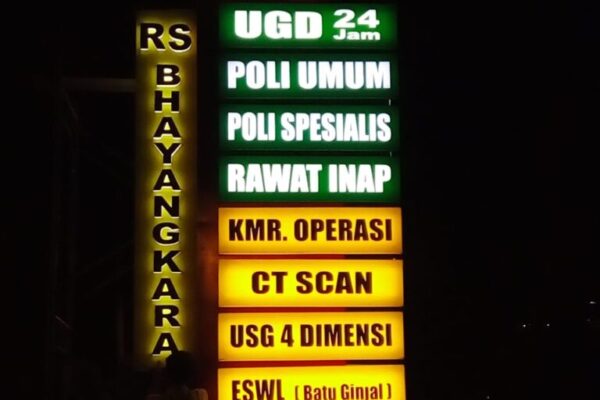 RS
BHAYANGKARA
UGD 24 Jam
POLI UMUM
POLI SPESIALIS
RAWAT INAP
KMR. OPERASI
CT SCAN
USG 4 DIMENSI
ESWL ( Batu Ginjal )